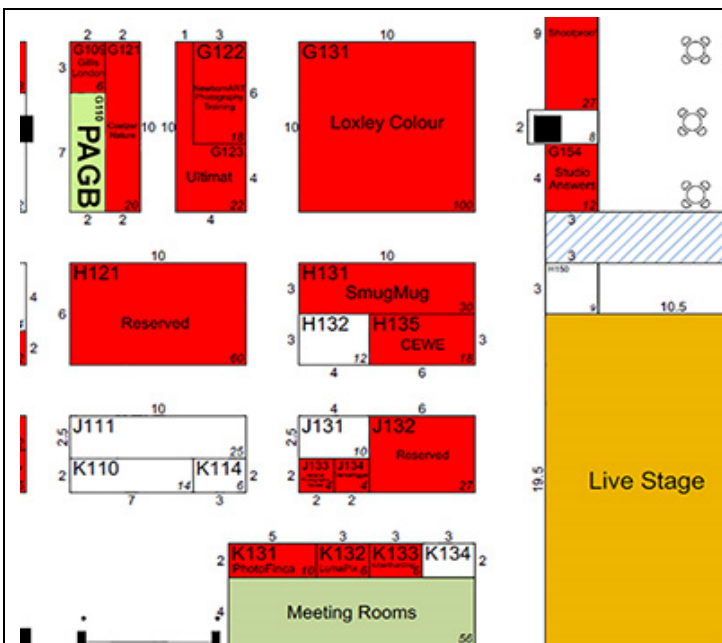 2 2 1 3
G109 G121 G122 G131 9 Shootproof
3 Gillis London 6
NewbornART Photography Training 6
27
G110 PAGB 7 10 10 18 10 Loxley Colour 2 8
G123 4 G154 4
Ultimat Studio
Answers
20 22 100 12
2 2 4 3
10 10 3
H121 H131 H150
4 3 SmugMug 30 3 9 10.5
6 Reserved H132 H135
2 3 CEWE 3
60 12 18
4 6
10 4 6
J111 J131 J132
2.5 25 2.5 10 Reserved
K110 K114 J133 J134
2 14 6 2 2 4 27
7 3 2 2
19.5 Live Stage
5 3 3 3
K131 K132 K133 K134
2 PhotoFinca 10 LumePix 6 6 2
4 Meeting Rooms
56